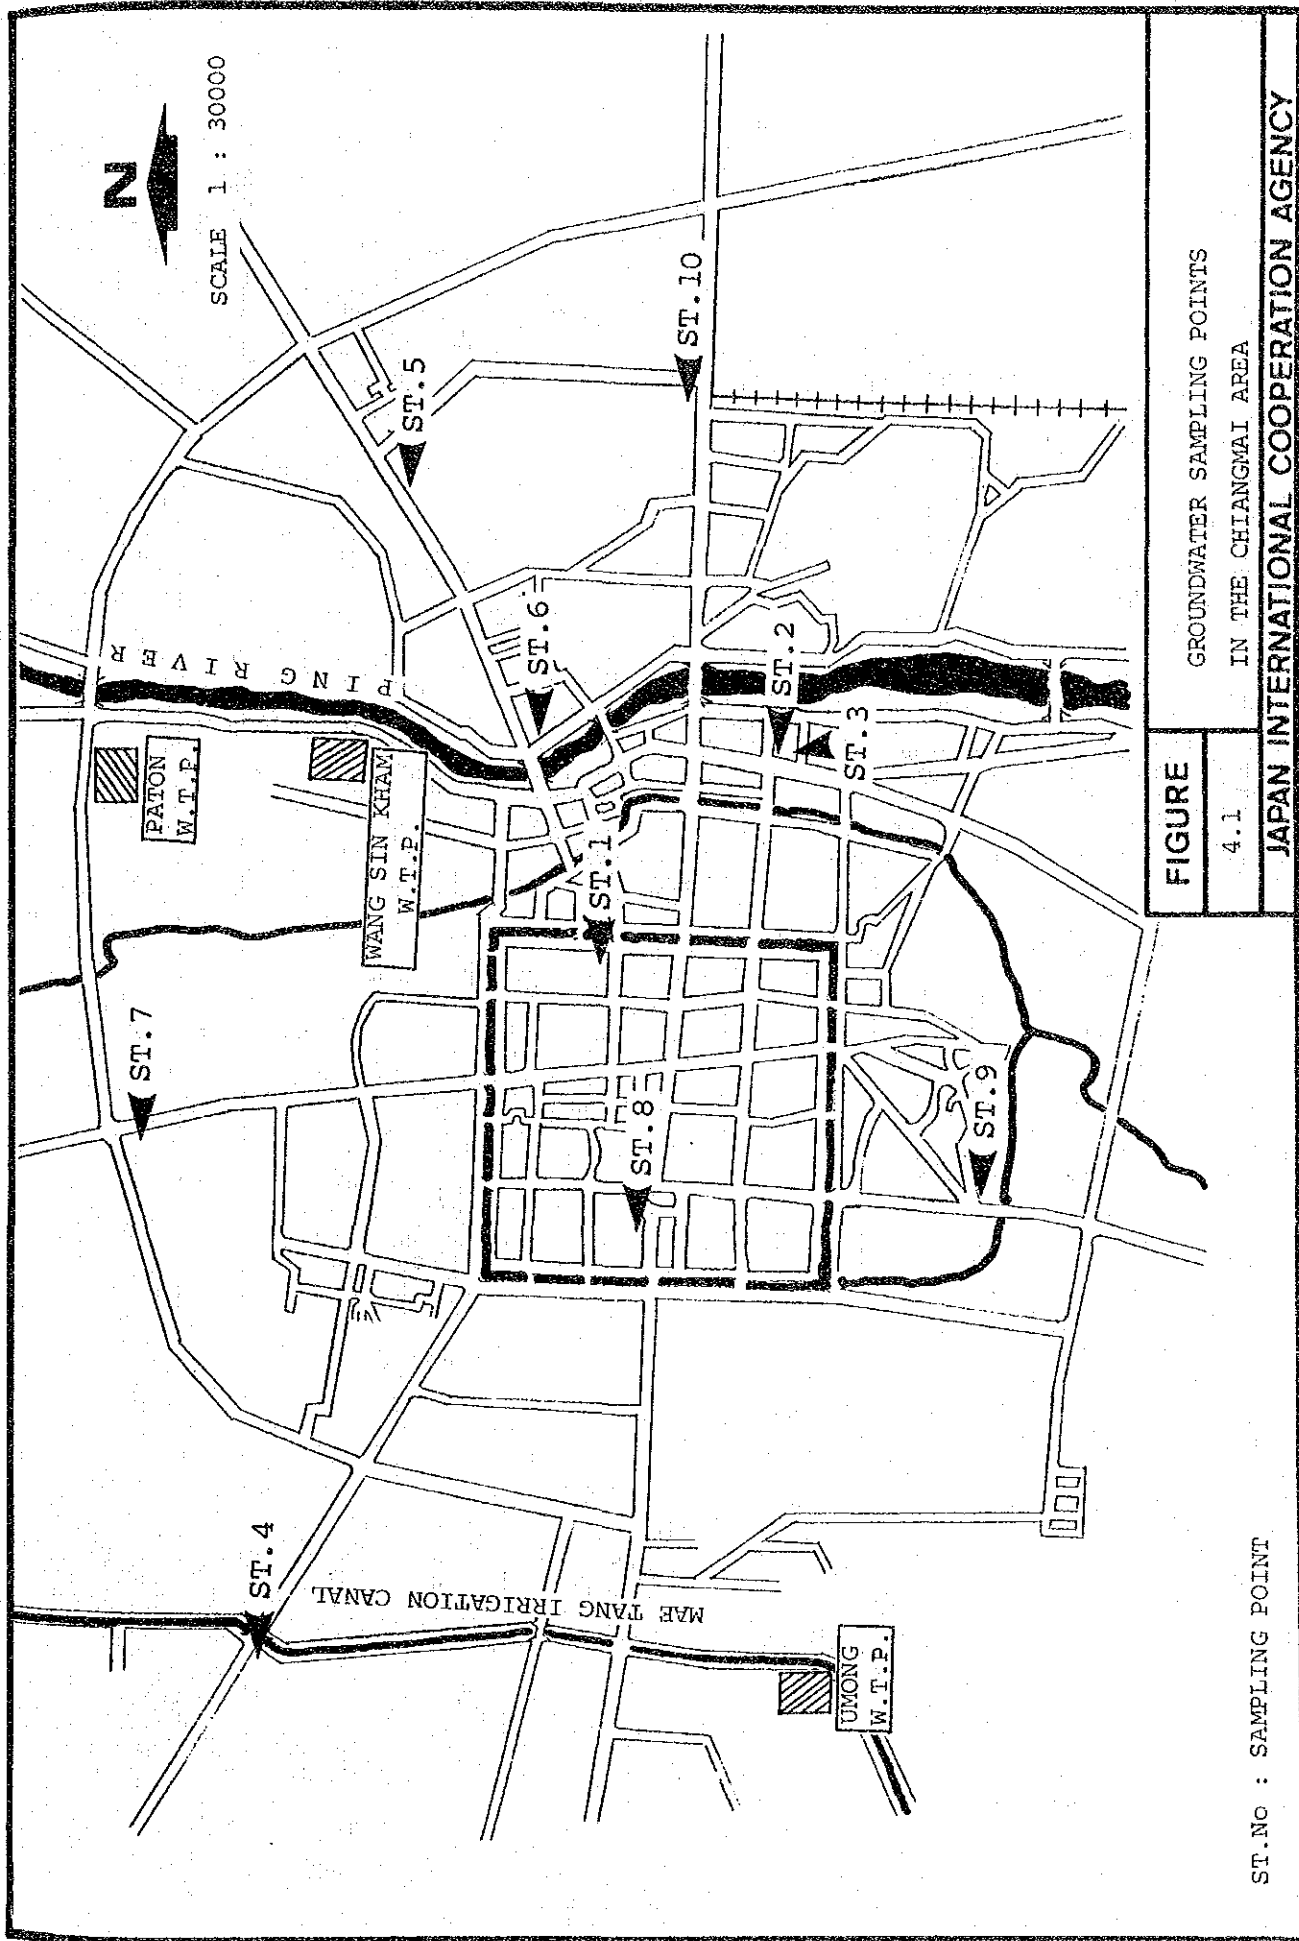 N
SCALE 1 : 30000
PING RIVER
PATON
W.T.P.
WANG SIN KHAM
W.T.P.
ST.7
ST.5
ST.6
ST.10
ST.4
ST.1
ST.2
ST.3
ST.8
ST.9
MAE TANG IRRIGATION CANAL
UMONG
W.T.P.
ST.No : SAMPLING POINT
FIGURE
4.1
GROUNDWATER SAMPLING POINTS
IN THE CHIANGMAI AREA
JAPAN INTERNATIONAL COOPERATION AGENCY